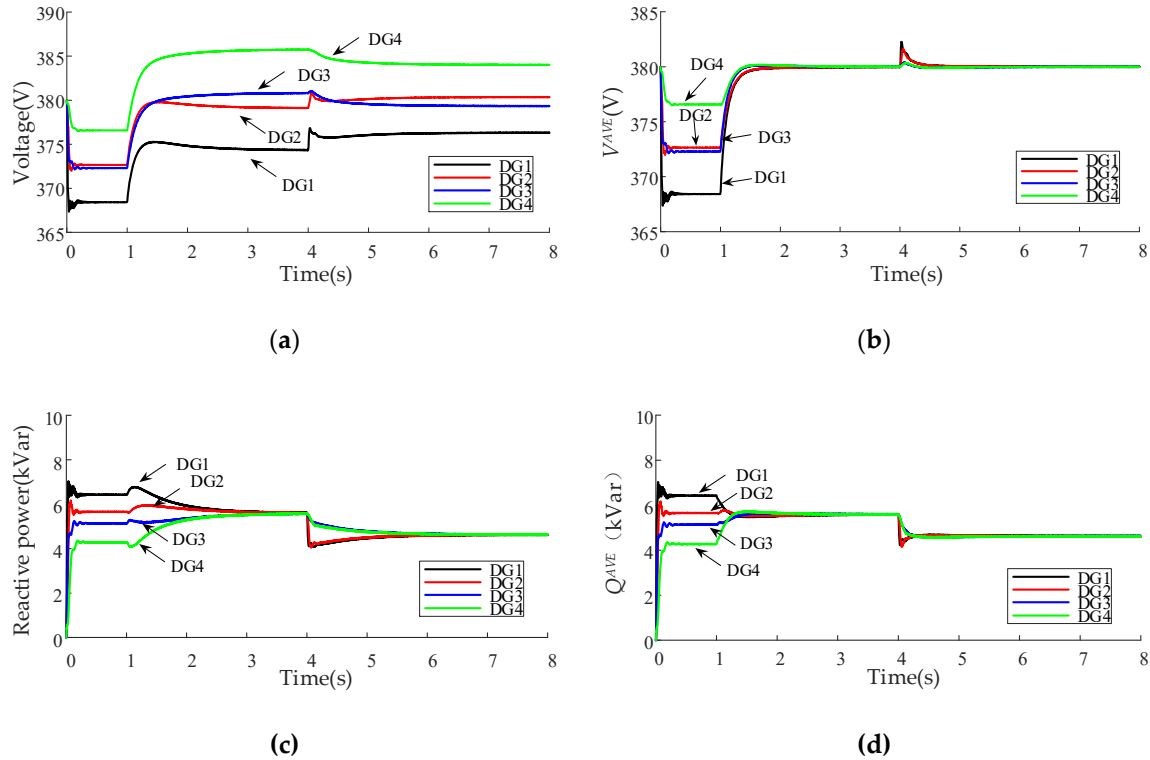 390
385
380
375
370
365
Voltage(V)
DG4
DG3
DG2
DG1
DG1
DG2
DG3
DG4
0 1 2 3 4 5 6 7 8
Time(s)
(a)
385
380
375
370
365
V^AVE(V)
DG4
DG2
DG3
DG1
DG1
DG2
DG3
DG4
0 1 2 3 4 5 6 7 8
Time(s)
(b)
10
8
6
4
2
0
Reactive power(kVar)
DG1
DG2
DG3
DG4
DG1
DG2
DG3
DG4
0 1 2 3 4 5 6 7 8
Time(s)
(c)
10
8
6
4
2
0
Q^AVE (kVar)
DG1
DG2
DG3
DG4
DG1
DG2
DG3
DG4
0 1 2 3 4 5 6 7 8
Time(s)
(d)